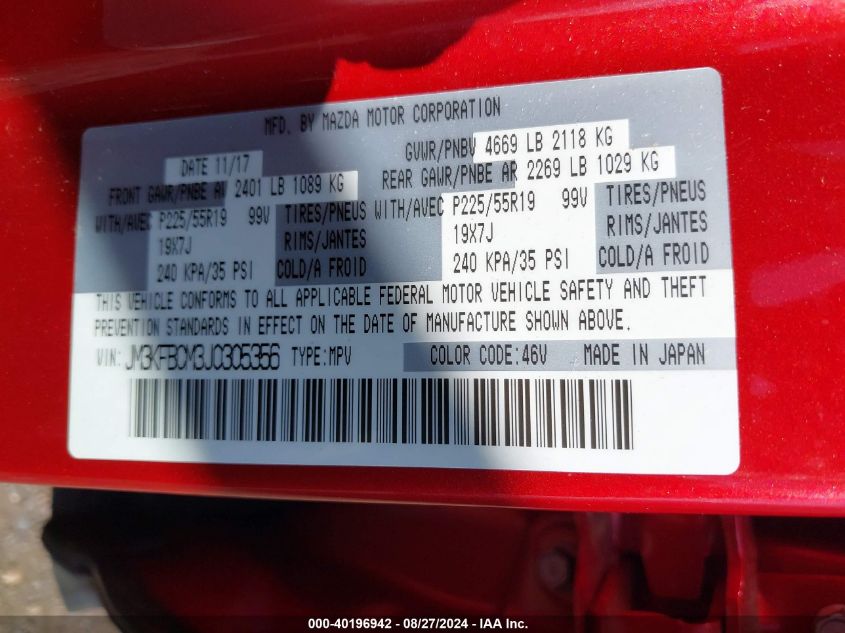 MFD. BY MAZDA MOTOR CORPORATION
DATE 11/17 GVWR/PNBV 4669 LB 2118 KG
FRONT GAWR/PNBE AV 2401 LB 1089 KG REAR GAWR/PNBE AR 2269 LB 1029 KG
WITH/AVEC P225/55R19 99V TIRES/PNEUS WITH/AVEC P225/55R19 99V TIRES/PNEUS
19X7J RIMS/JANTES 19X7J RIMS/JANTES
240 KPA/35 PSI COLD/A FROID 240 KPA/35 PSI COLD/A FROID
THIS VEHICLE CONFORMS TO ALL APPLICABLE FEDERAL MOTOR VEHICLE SAFETY AND THEFT
PREVENTION STANDARDS IN EFFECT ON THE DATE OF MANUFACTURE SHOWN ABOVE.
VIN: JM3KFBCM3J0305356 TYPE:MPV COLOR CODE:46V MADE IN JAPAN
000-40196942 - 08/27/2024 - IAA Inc.